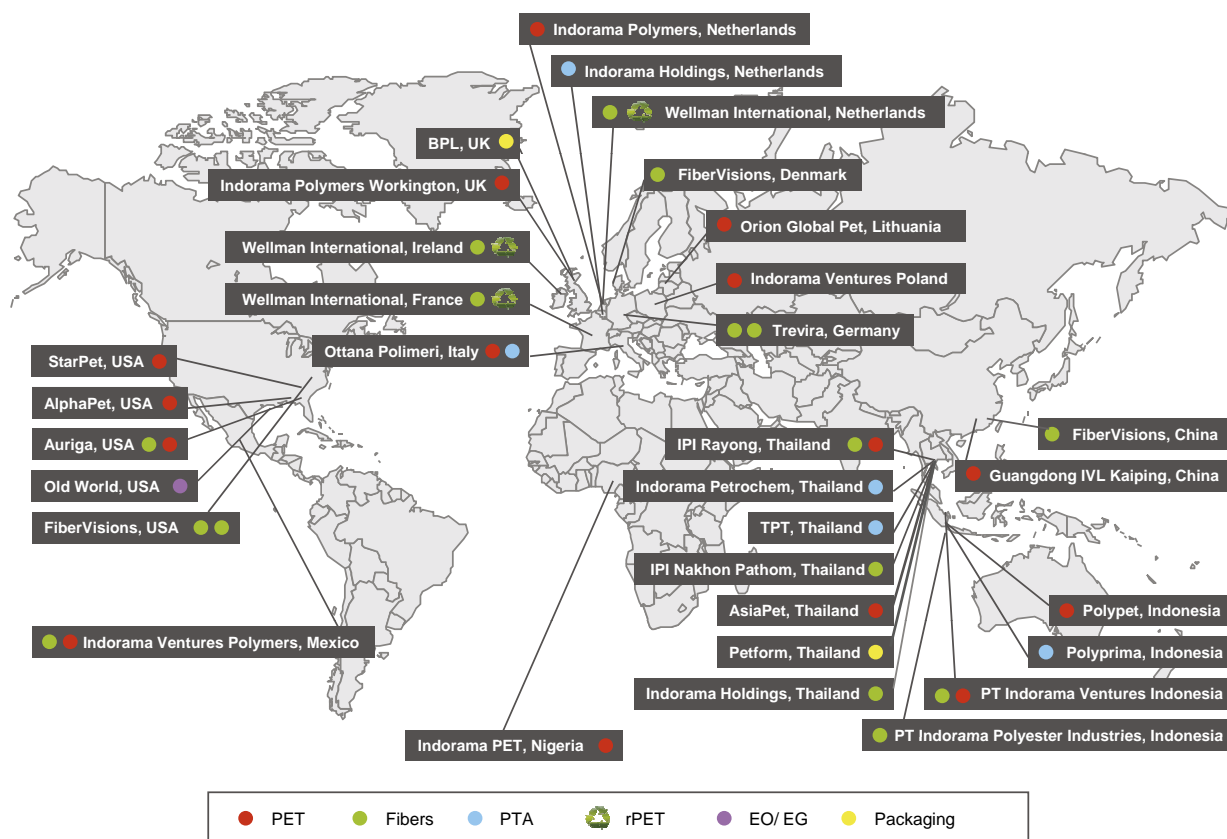 Indorama Polymers, Netherlands
Indorama Holdings, Netherlands
Wellman International, Netherlands
BPL, UK
FiberVisions, Denmark
Indorama Polymers Workington, UK
Orion Global Pet, Lithuania
Wellman International, Ireland
Indorama Ventures Poland
Wellman International, France
Trevira, Germany
Ottana Polimeri, Italy
StarPet, USA
AlphaPet, USA
Auriga, USA
Old World, USA
FiberVisions, USA
IPI Rayong, Thailand
FiberVisions, China
Guangdong IVL Kaiping, China
Indorama Petrochem, Thailand
TPT, Thailand
IPI Nakhon Pathom, Thailand
AsiaPet, Thailand
Polypet, Indonesia
Indorama Ventures Polymers, Mexico
Petform, Thailand
Polyprima, Indonesia
Indorama Holdings, Thailand
PT Indorama Ventures Indonesia
PT Indorama Polyester Industries, Indonesia
Indorama PET, Nigeria
PET Fibers PTA rPET EO/ EG Packaging